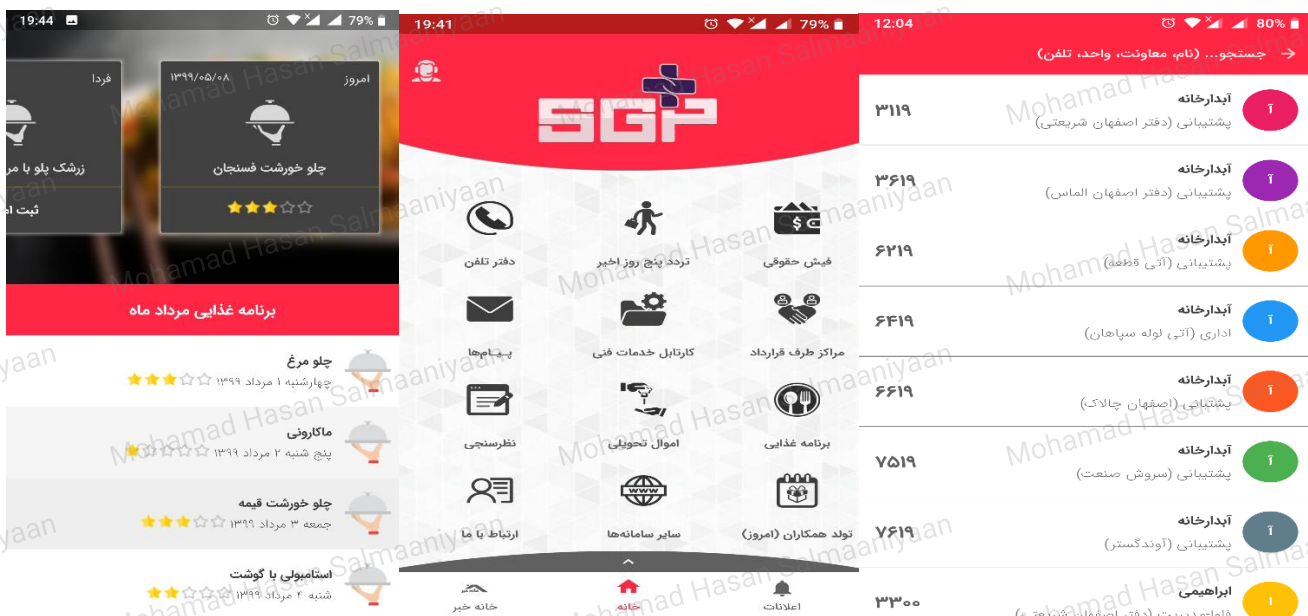 19:44
79%
فردا
زرشک پلو با مر
ثبت ا
امروز
۱۳۹۹/۰۵/۰۸
چلو خورشت فسنجان
برنامه غذایی مرداد ماه
چلو مرغ
چهارشنبه ۱ مرداد ۱۳۹۹
ماکارونی
پنج شنبه ۲ مرداد ۱۳۹۹
چلو خورشت قیمه
جمعه ۳ مرداد ۱۳۹۹
استامبولی با گوشت
شنبه ۴ مرداد ۱۳۹۹
19:41
79%
SGP
فیش حقوقی
تردد پنج روز اخیر
دفتر تلفن
مراکز طرف قرارداد
کارتابل خدمات فنی
پیـام‌ها
برنامه غذایی
اموال تحویلی
نظرسنجی
WWW
تولد همکاران (امروز)
سایر سامانه‌ها
ارتباط با ما
اعلانات
خانه
خانه خبر
12:04
80%
جستجو... (نام، معاونت، واحد، تلفن)
آ
آبدارخانه
پشتیبانی (دفتر اصفهان شریعتی)
۳۱۱۹
آ
آبدارخانه
پشتیبانی (دفتر اصفهان الماس)
۳۶۱۹
آ
آبدارخانه
پشتیبانی (آتی قطعه)
۶۲۱۹
آ
آبدارخانه
اداری (آتی لوله سپاهان)
۶۴۱۹
آ
آبدارخانه
پشتیبانی (اصفهان چالاک)
۶۶۱۹
آ
آبدارخانه
پشتیبانی (سروش صنعت)
۷۵۱۹
آ
آبدارخانه
پشتیبانی (آوندگستر)
۷۶۱۹
ا
ابراهیمی
۳۳۰۰
Mohamad Hasan Salmaaniyaan